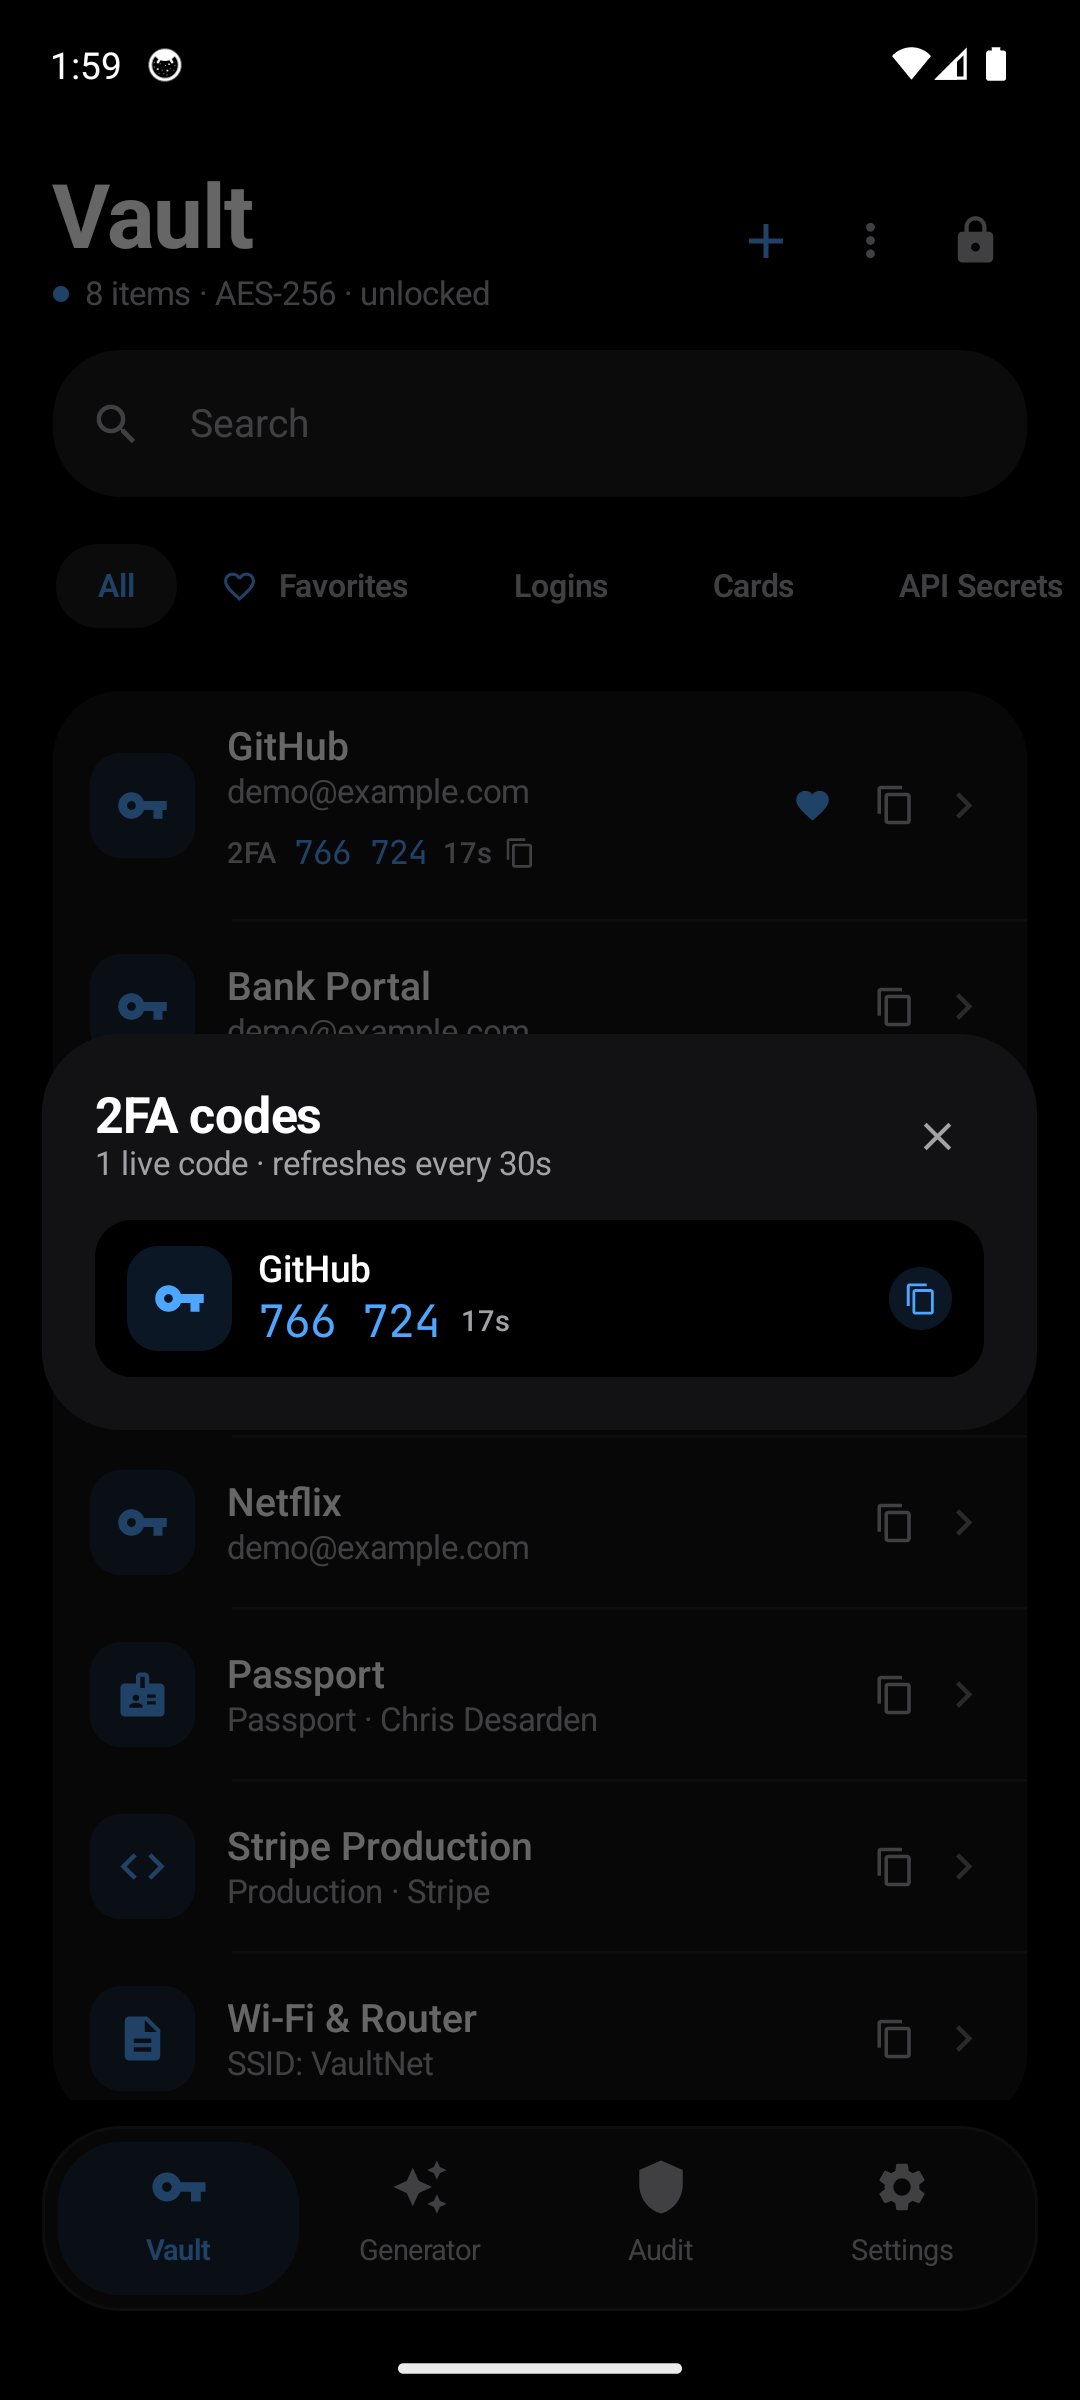 1:59
Vault
8 items · AES-256 · unlocked
Search
All Favorites Logins Cards API Secrets
GitHub
demo@example.com
2FA 766 724 17s
Bank Portal
demo@example.com
2FA codes
1 live code · refreshes every 30s
GitHub
766 724 17s
Netflix
demo@example.com
Passport
Passport · Chris Desarden
Stripe Production
Production · Stripe
Wi-Fi & Router
SSID: VaultNet
Vault Generator Audit Settings